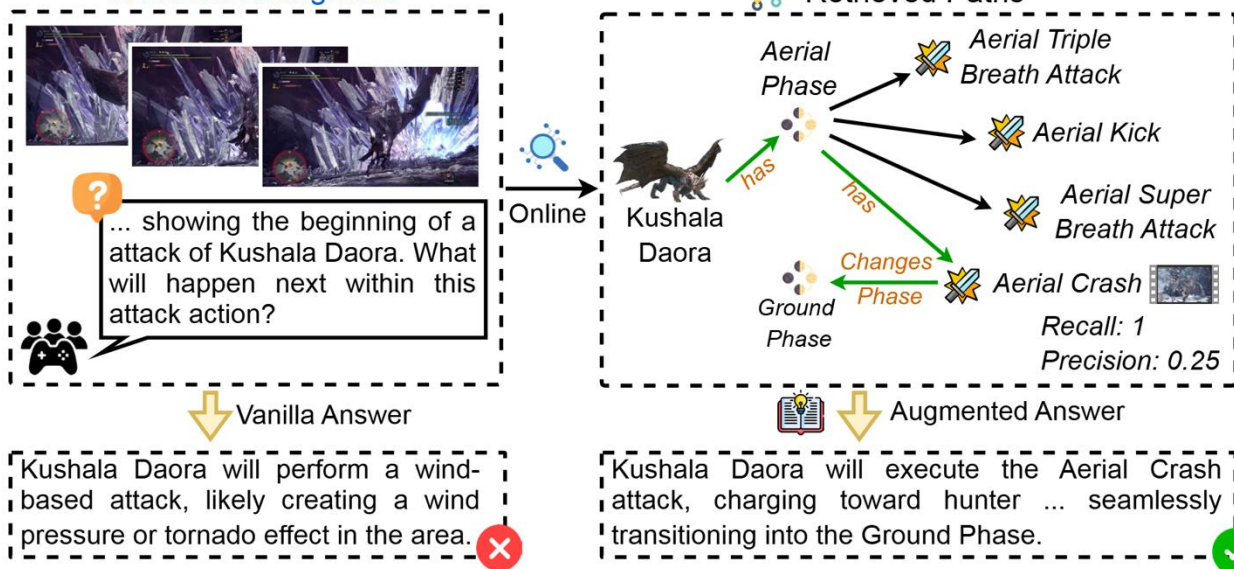 Retrieved Paths
?
... showing the beginning of a
attack of Kushala Daora. What
will happen next within this
attack action?
Online
Kushala
Daora
has
Aerial
Phase
has
Aerial Triple
Breath Attack
Aerial Kick
Aerial Super
Breath Attack
Aerial Crash
Changes
Phase
Ground
Phase
Recall: 1
Precision: 0.25
Vanilla Answer
Kushala Daora will perform a wind-
based attack, likely creating a wind
pressure or tornado effect in the area.
Augmented Answer
Kushala Daora will execute the Aerial Crash
attack, charging toward hunter ... seamlessly
transitioning into the Ground Phase.